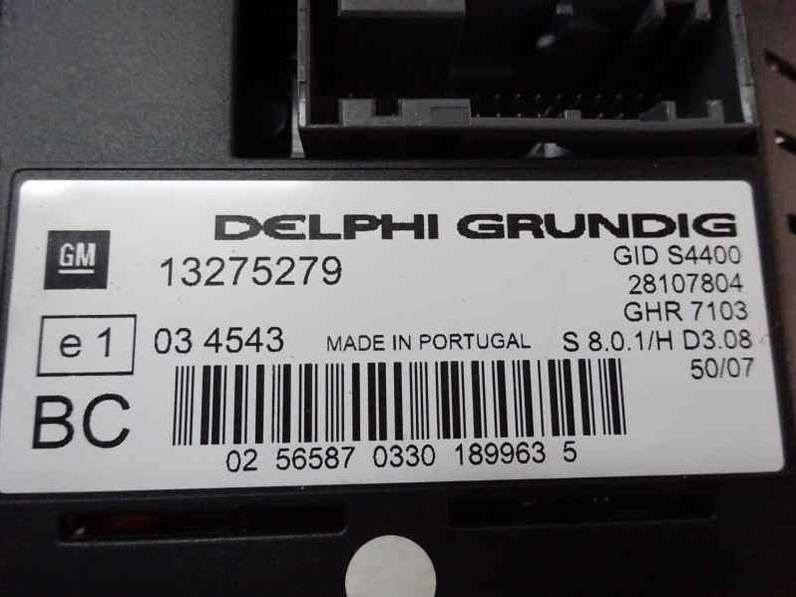 DELPHI GRUNDIG
GM
13275279
GID S4400
28107804
GHR 7103
e 1
03 4543
MADE IN PORTUGAL
S 8.0.1/H D3.08
50/07
BC
02 56587 0330 189963 5